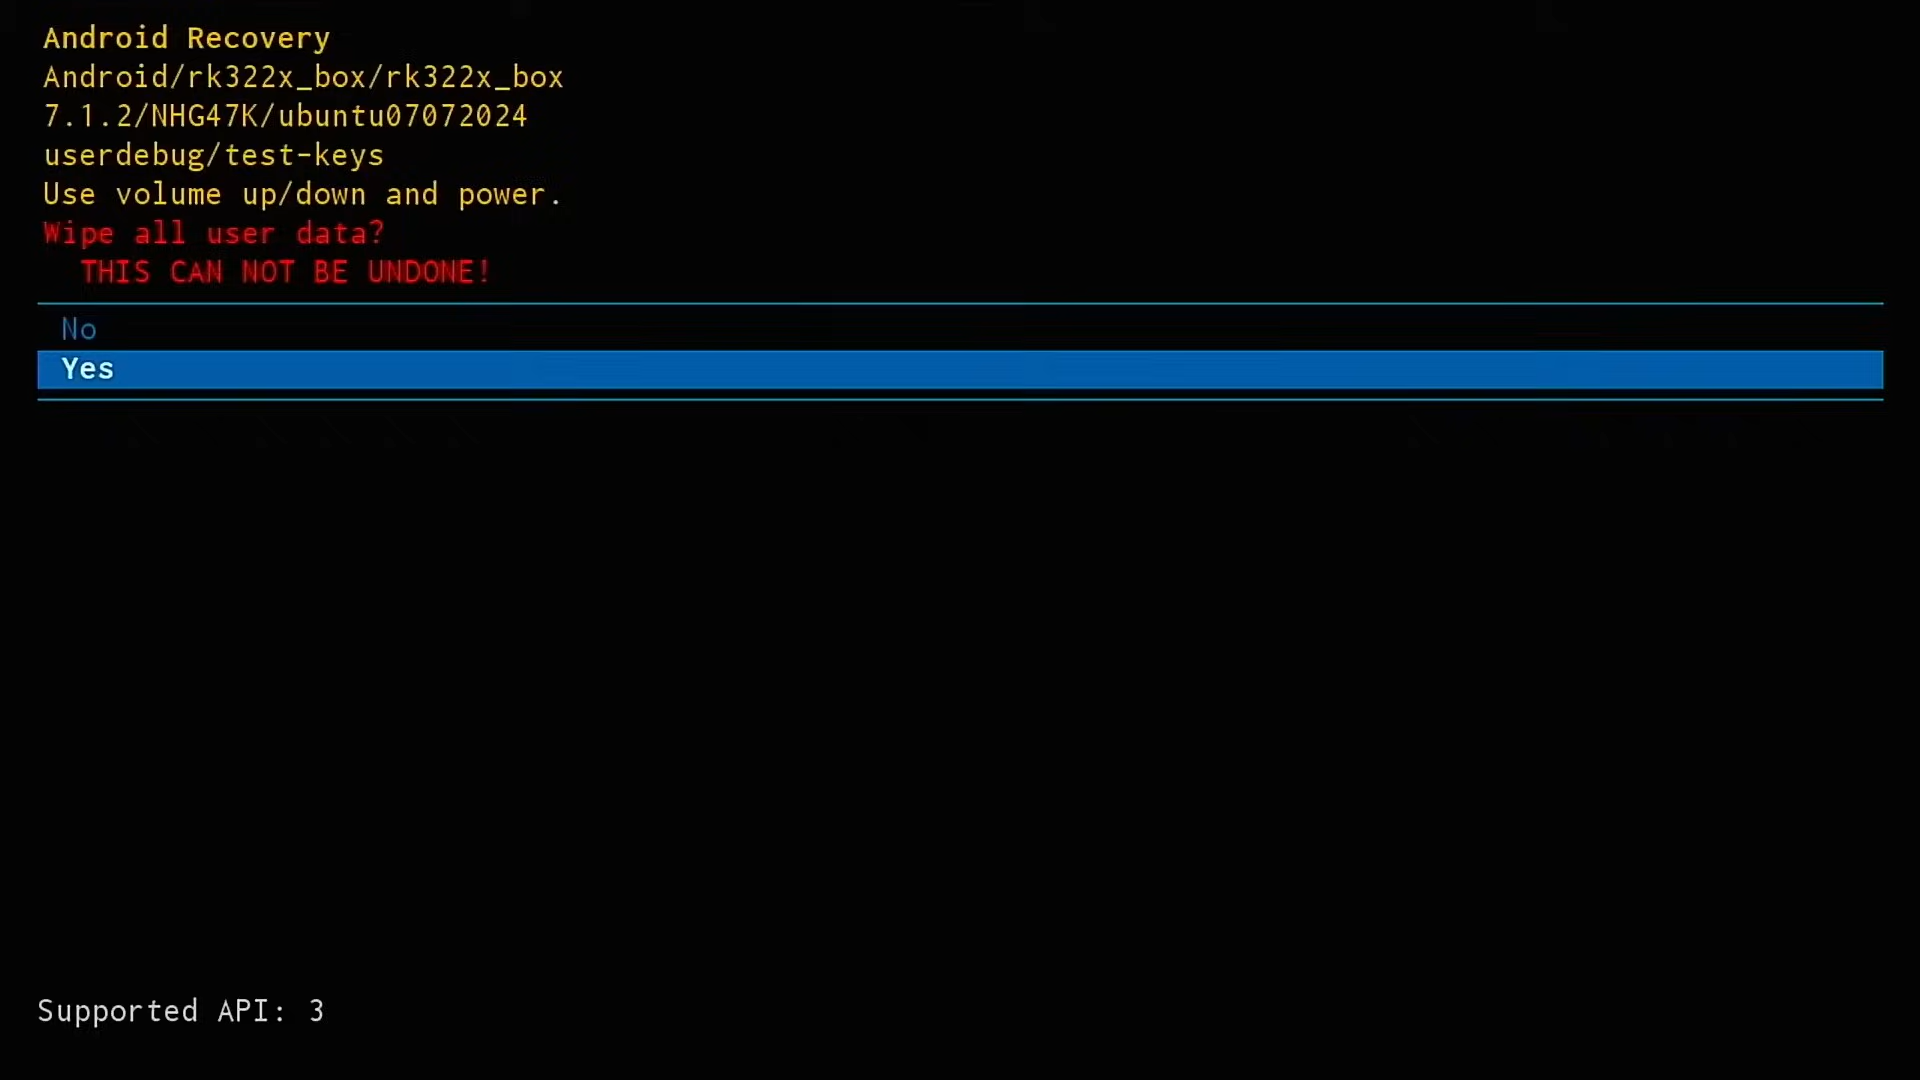 Android Recovery
Android/rk322x_box/rk322x_box
7.1.2/NHG47K/ubuntu07072024
userdebug/test-keys
Use volume up/down and power.
Wipe all user data?
THIS CAN NOT BE UNDONE!
No
Yes
Supported API: 3